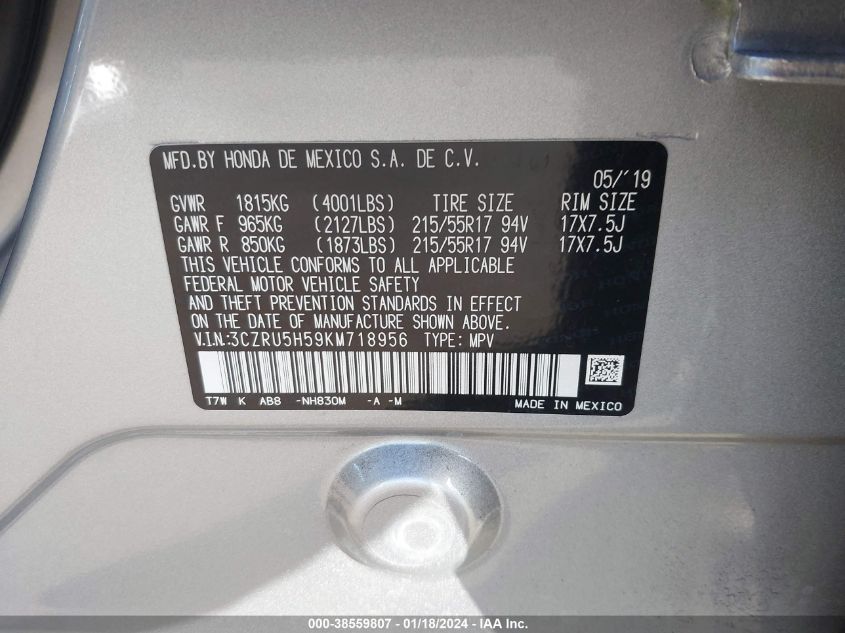 MFD.BY HONDA DE MEXICO S.A. DE C.V.
05/'19
GVWR 1815KG (4001LBS) TIRE SIZE RIM SIZE
GAWR F 965KG (2127LBS) 215/55R17 94V 17X7.5J
GAWR R 850KG (1873LBS) 215/55R17 94V 17X7.5J
THIS VEHICLE CONFORMS TO ALL APPLICABLE
FEDERAL MOTOR VEHICLE SAFETY
AND THEFT PREVENTION STANDARDS IN EFFECT
ON THE DATE OF MANUFACTURE SHOWN ABOVE.
V.I.N.:3CZRU5H59KM718956 TYPE: MPV
T7W K AB8 -NH830M -A -M MADE IN MEXICO
000-38559807 - 01/18/2024 - IAA Inc.